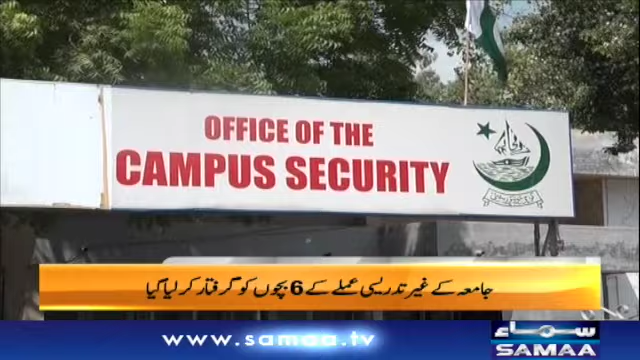 OFFICE OF THE
CAMPUS SECURITY
جامعہ کے غیر تدریسی عملے کے 6 بچوں کو گرفتار کر لیا گیا
www.samaa.tv
سماء
SAMAA